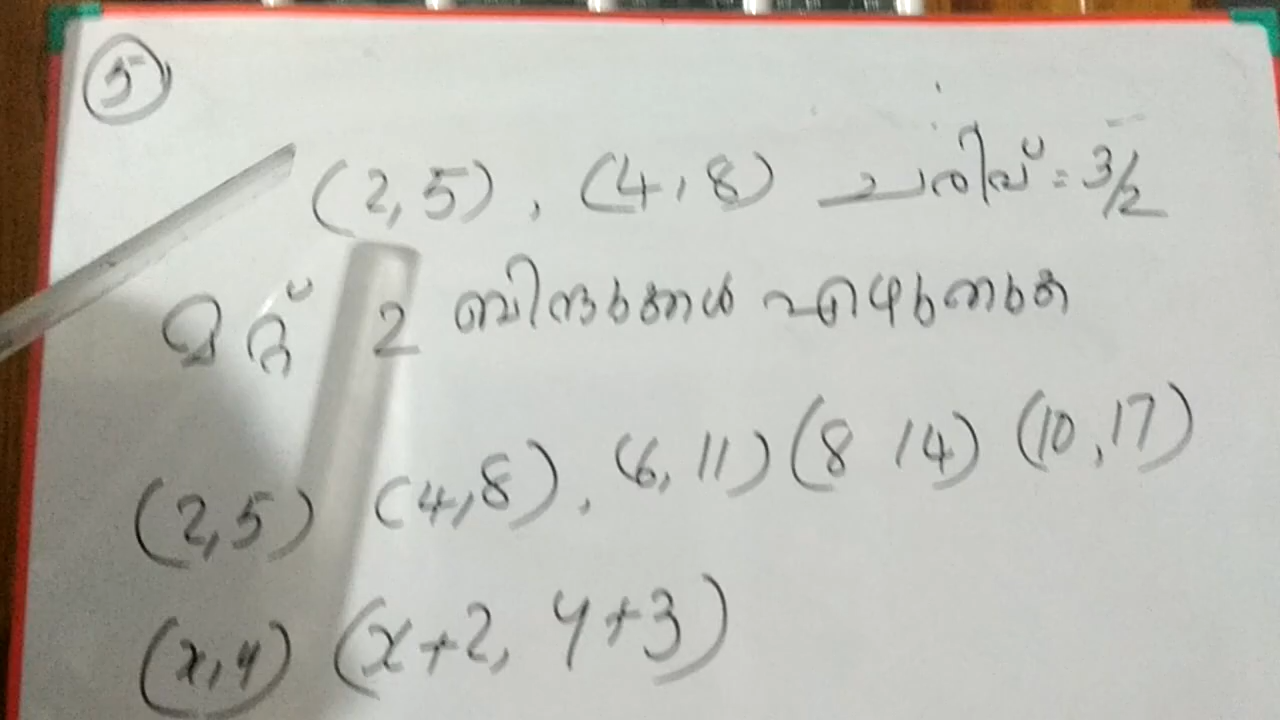 5
(2,5), (4,8) ചരിവ് = 3/2
മറ്റ് 2 ബിന്ദുക്കൾ എഴുതുക
(2,5) (4,8), (6,11) (8 14) (10,17)
(x,y) (x+2, y+3)